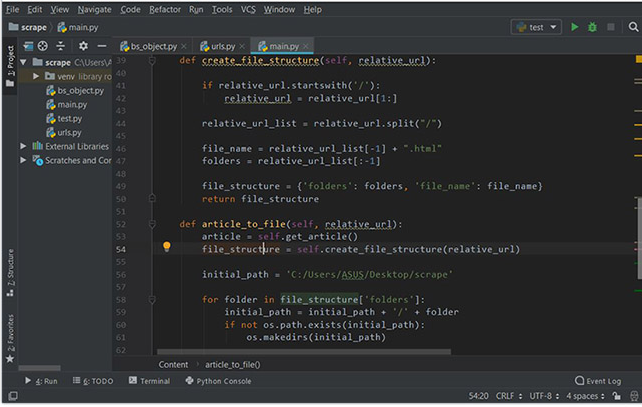 File Edit View Navigate Code Refactor Run Tools VCS Window Help
scrape main.py test
1: Project
bs_object.py urls.py main.py
scrape C:\Users\A
venv library ro
bs_object.py
main.py
test.py
urls.py
External Libraries
Scratches and Con
39 def create_file_structure(self, relative_url):
40
41 if relative_url.startswith('/'):
42 relative_url = relative_url[1:]
43
44 relative_url_list = relative_url.split("/")
45
46 file_name = relative_url_list[-1] + ".html"
47 folders = relative_url_list[:-1]
48
49 file_structure = {'folders': folders, 'file_name': file_name}
50 return file_structure
51
52 def article_to_file(self, relative_url):
53 article = self.get_article()
54 file_structure = self.create_file_structure(relative_url)
55
56 initial_path = 'C:/Users/ASUS/Desktop/scrape'
57
58 for folder in file_structure['folders']:
59 initial_path = initial_path + '/' + folder
60 if not os.path.exists(initial_path):
61 os.makedirs(initial_path)
62
7: Structure
2: Favorites
Content article_to_file()
4: Run 6: TODO Terminal Python Console Event Log
54:20 CRLF UTF-8 4 spaces